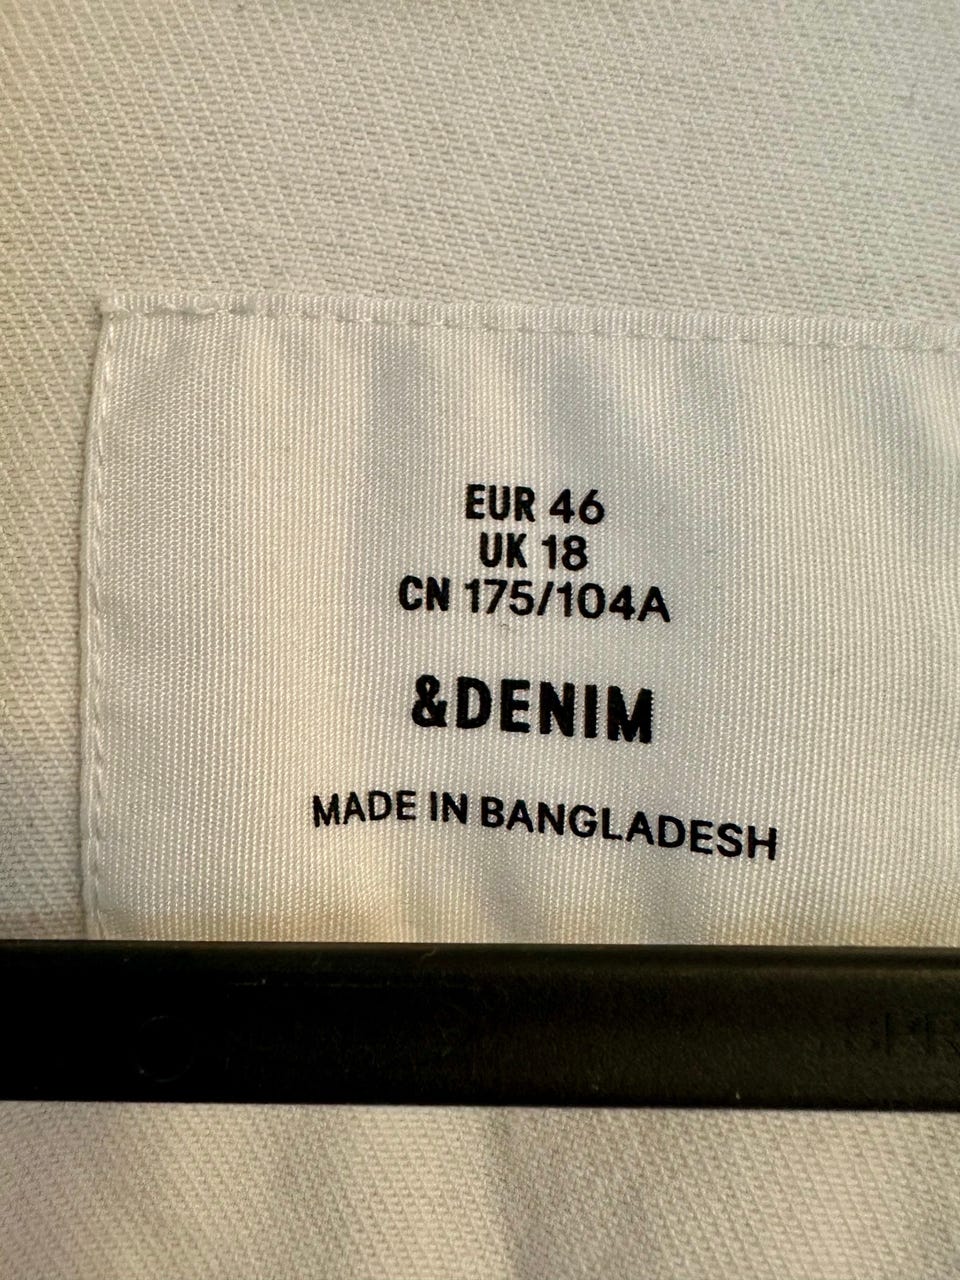 EUR 46
UK 18
CN 175/104A
&DENIM
MADE IN BANGLADESH